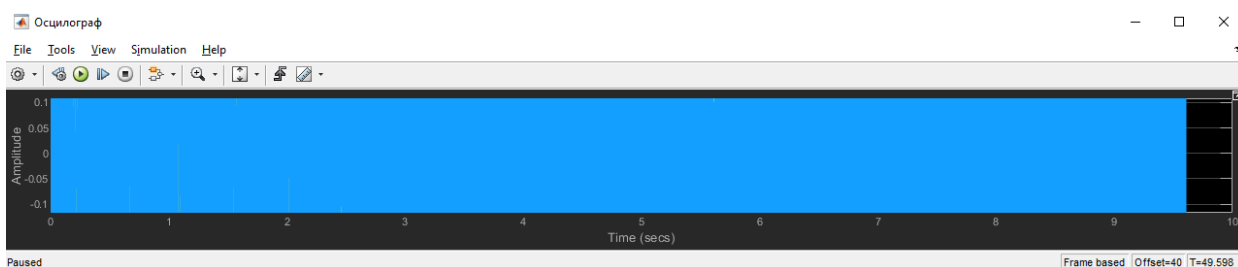 Осцилограф
File Tools View Simulation Help
0.1
0.05
0
-0.05
-0.1
Amplitude
0 1 2 3 4 5 6 7 8 9 10
Time (secs)
Paused
Frame based Offset=40 T=49.598